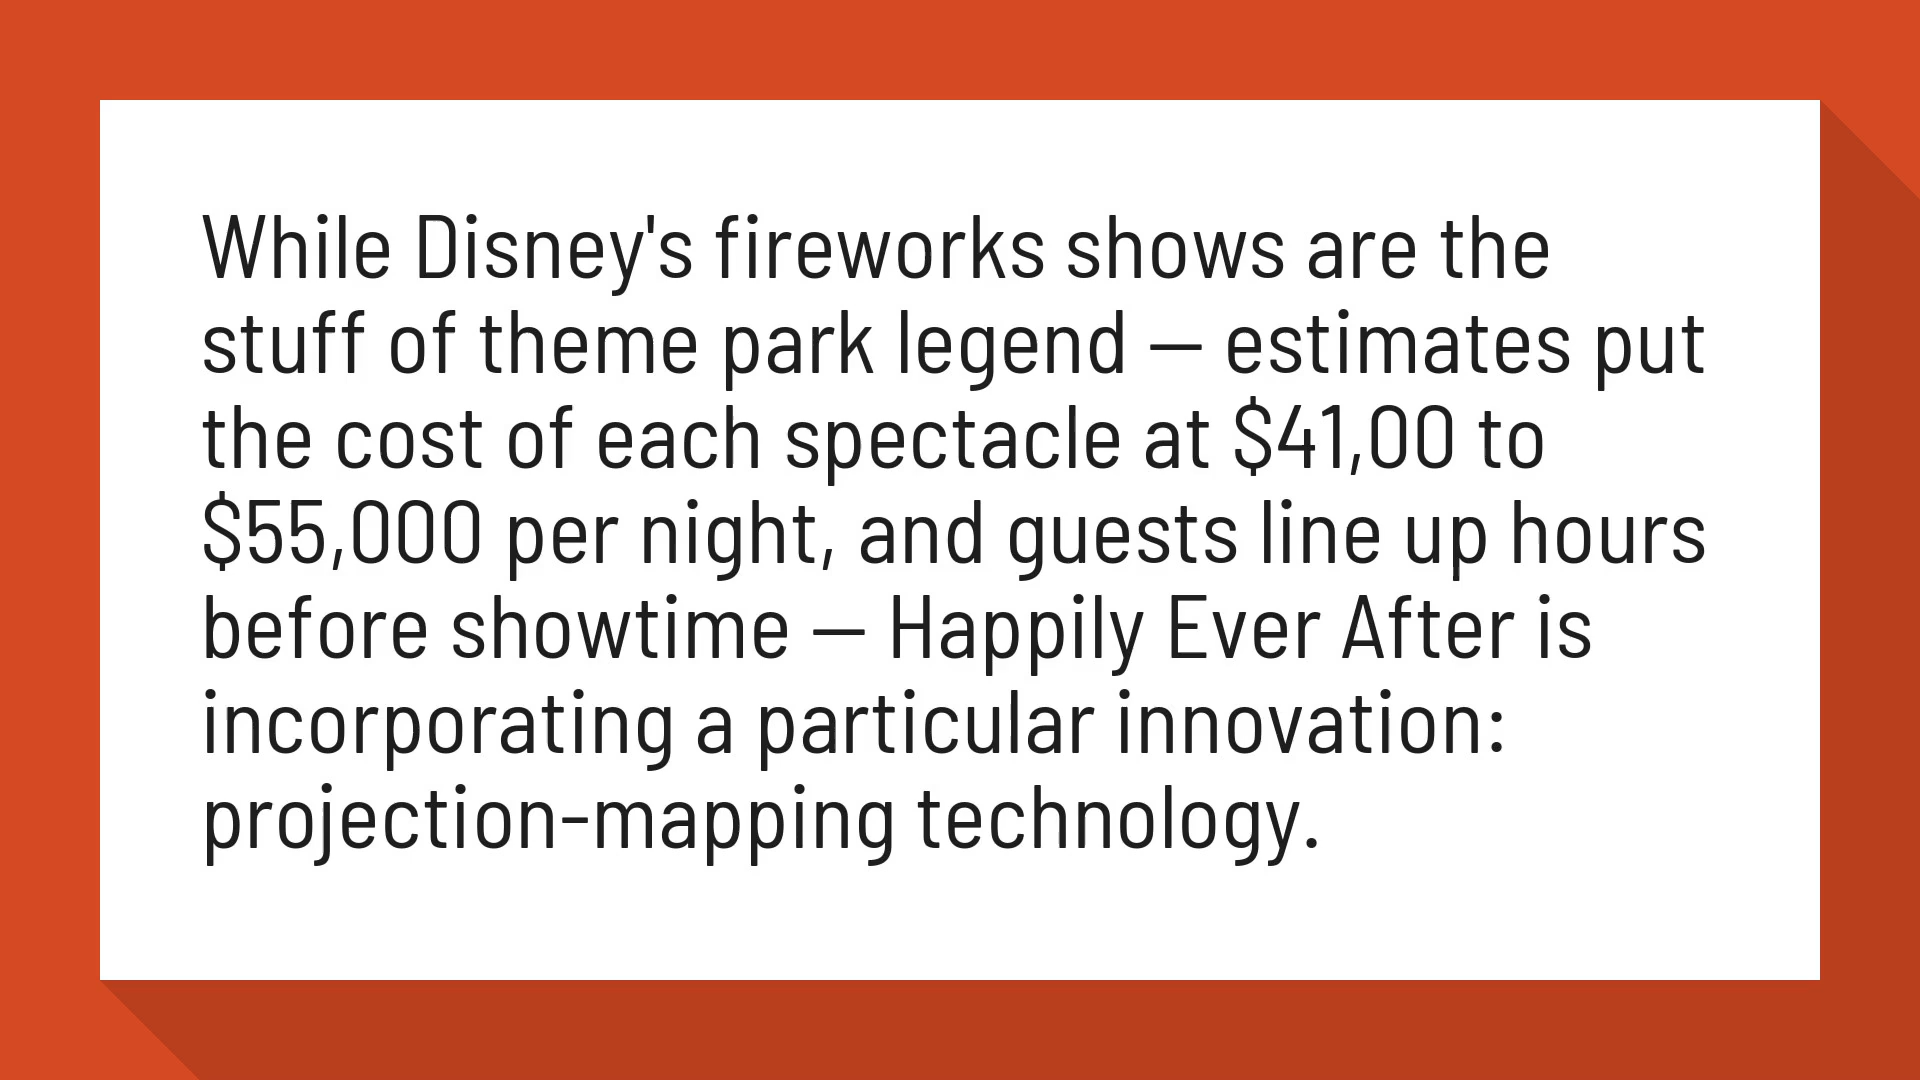 While Disney's fireworks shows are the
stuff of theme park legend — estimates put
the cost of each spectacle at $41,00 to
$55,000 per night, and guests line up hours
before showtime — Happily Ever After is
incorporating a particular innovation:
projection-mapping technology.